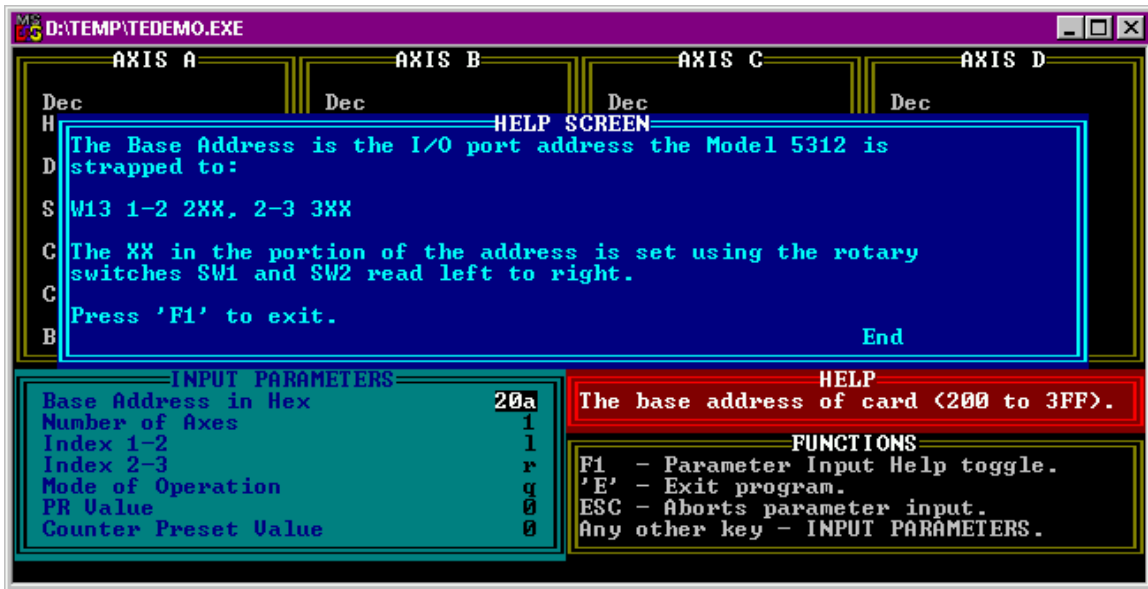 MS DOS D:\TEMP\TEDEMO.EXE
AXIS A AXIS B AXIS C AXIS D
Dec Dec Dec Dec
H
HELP SCREEN
The Base Address is the I/O port address the Model 5312 is
D strapped to:
S W13 1-2 2XX, 2-3 3XX
C The XX in the portion of the address is set using the rotary
switches SW1 and SW2 read left to right.
C
Press 'F1' to exit.
B End
INPUT PARAMETERS
Base Address in Hex 20a
Number of Axes 1
Index 1-2 l
Index 2-3 r
Mode of Operation q
PR Value 0
Counter Preset Value 0
HELP
The base address of card (200 to 3FF).
FUNCTIONS
F1 - Parameter Input Help toggle.
'E' - Exit program.
ESC - Aborts parameter input.
Any other key - INPUT PARAMETERS.